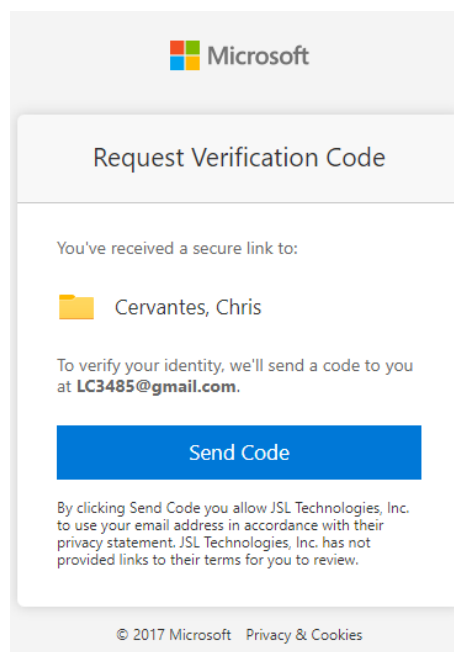 Microsoft
Request Verification Code
You've received a secure link to:
Cervantes, Chris
To verify your identity, we'll send a code to you
at LC3485@gmail.com.
Send Code
By clicking Send Code you allow JSL Technologies, Inc.
to use your email address in accordance with their
privacy statement. JSL Technologies, Inc. has not
provided links to their terms for you to review.
© 2017 Microsoft Privacy & Cookies